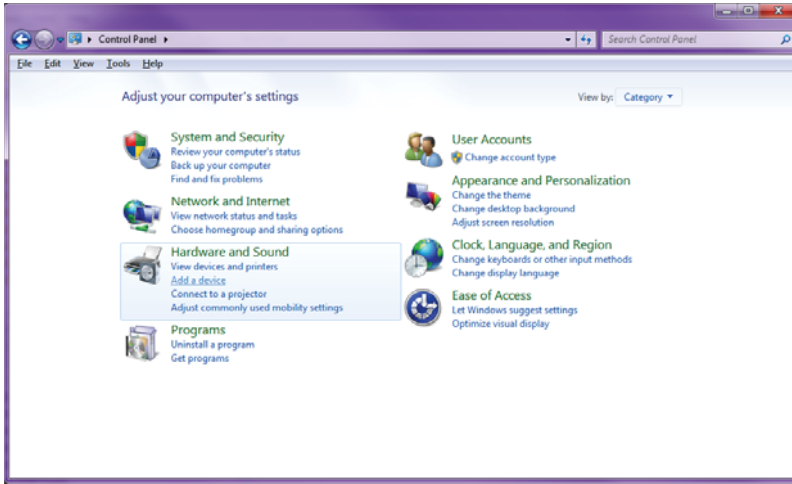 Control Panel
Search Control Panel
File Edit View Tools Help
Adjust your computer's settings
View by: Category
System and Security
Review your computer's status
Back up your computer
Find and fix problems
Network and Internet
View network status and tasks
Choose homegroup and sharing options
Hardware and Sound
View devices and printers
Add a device
Connect to a projector
Adjust commonly used mobility settings
Programs
Uninstall a program
Get programs
User Accounts
Change account type
Appearance and Personalization
Change the theme
Change desktop background
Adjust screen resolution
Clock, Language, and Region
Change keyboards or other input methods
Change display language
Ease of Access
Let Windows suggest settings
Optimize visual display